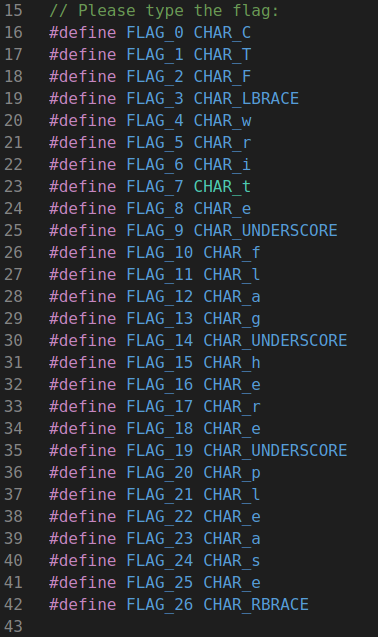 15 // Please type the flag:
16 #define FLAG_0 CHAR_C
17 #define FLAG_1 CHAR_T
18 #define FLAG_2 CHAR_F
19 #define FLAG_3 CHAR_LBRACE
20 #define FLAG_4 CHAR_w
21 #define FLAG_5 CHAR_r
22 #define FLAG_6 CHAR_i
23 #define FLAG_7 CHAR_t
24 #define FLAG_8 CHAR_e
25 #define FLAG_9 CHAR_UNDERSCORE
26 #define FLAG_10 CHAR_f
27 #define FLAG_11 CHAR_l
28 #define FLAG_12 CHAR_a
29 #define FLAG_13 CHAR_g
30 #define FLAG_14 CHAR_UNDERSCORE
31 #define FLAG_15 CHAR_h
32 #define FLAG_16 CHAR_e
33 #define FLAG_17 CHAR_r
34 #define FLAG_18 CHAR_e
35 #define FLAG_19 CHAR_UNDERSCORE
36 #define FLAG_20 CHAR_p
37 #define FLAG_21 CHAR_l
38 #define FLAG_22 CHAR_e
39 #define FLAG_23 CHAR_a
40 #define FLAG_24 CHAR_s
41 #define FLAG_25 CHAR_e
42 #define FLAG_26 CHAR_RBRACE
43